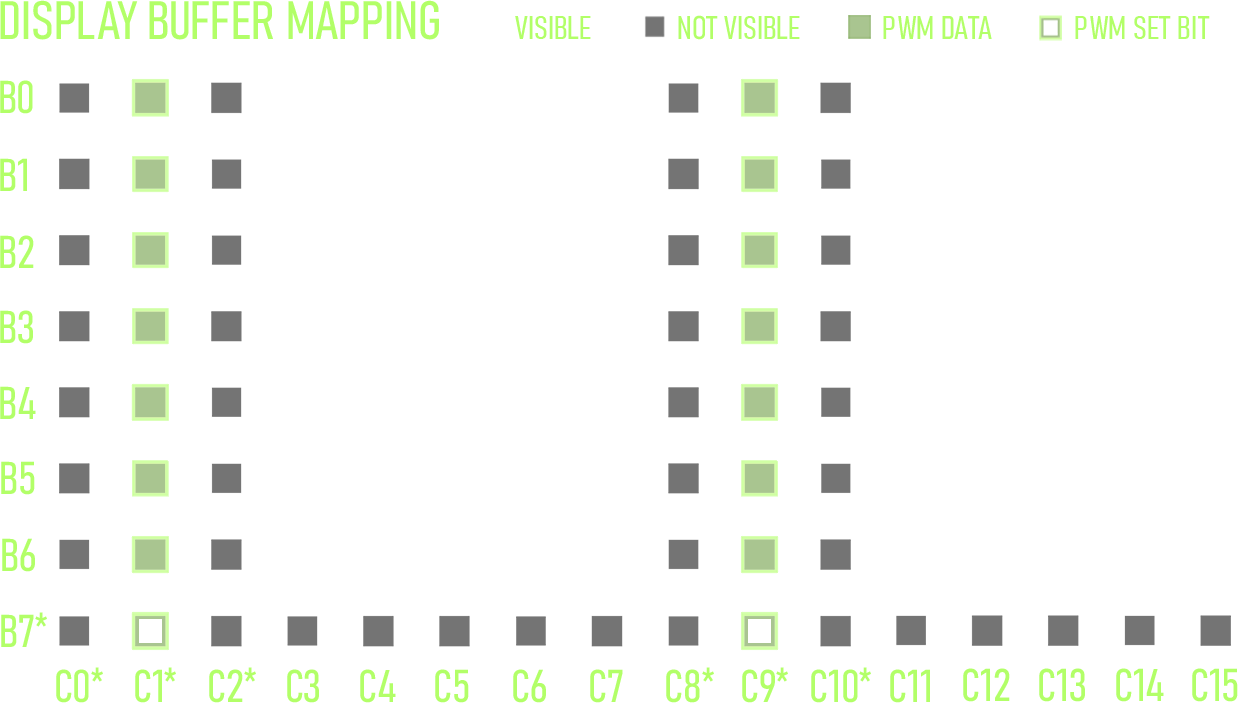 DISPLAY BUFFER MAPPING VISIBLE NOT VISIBLE PWM DATA PWM SET BIT
B0
B1
B2
B3
B4
B5
B6
B7*
C0* C1* C2* C3 C4 C5 C6 C7 C8* C9* C10* C11 C12 C13 C14 C15